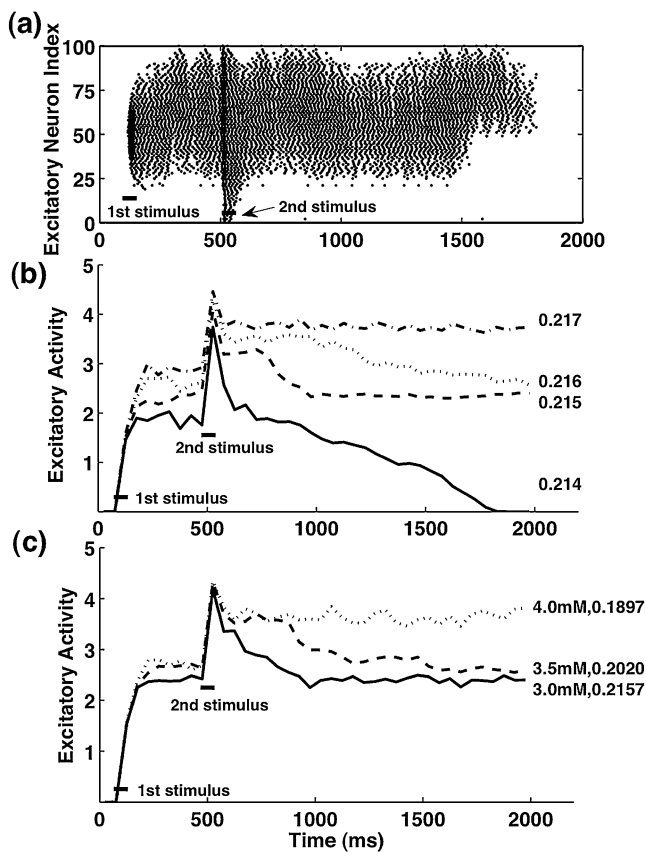 (a)
Excitatory Neuron Index
100
75
50
25
0
1st stimulus
2nd stimulus
0 500 1000 1500 2000
(b)
Excitatory Activity
5
4
3
2
1
0.217
0.216
0.215
0.214
2nd stimulus
1st stimulus
0 500 1000 1500 2000
(c)
Excitatory Activity
5
4
3
2
1
4.0mM,0.1897
3.5mM,0.2020
3.0mM,0.2157
2nd stimulus
1st stimulus
0 500 1000 1500 2000
Time (ms)